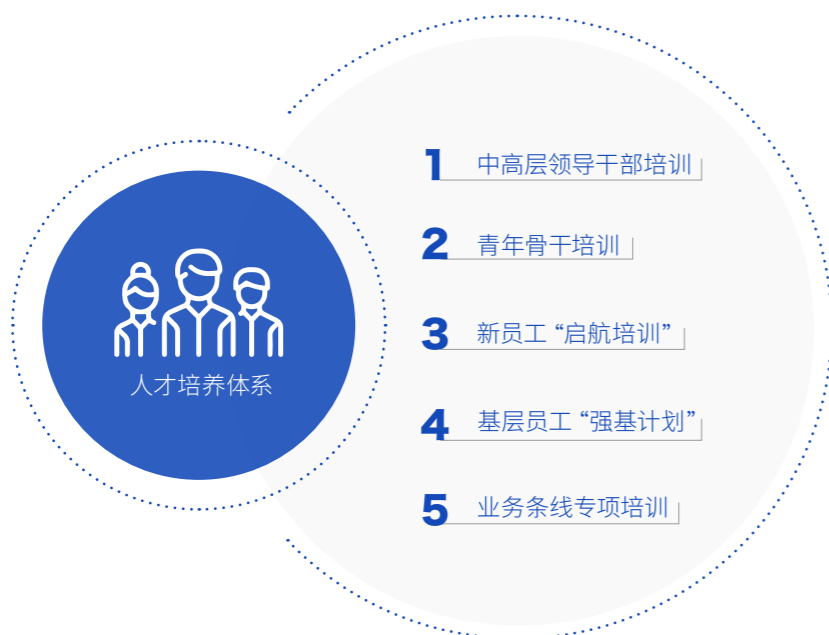 人才培养体系
1 中高层领导干部培训
2 青年骨干培训
3 新员工“启航培训”
4 基层员工“强基计划”
5 业务条线专项培训